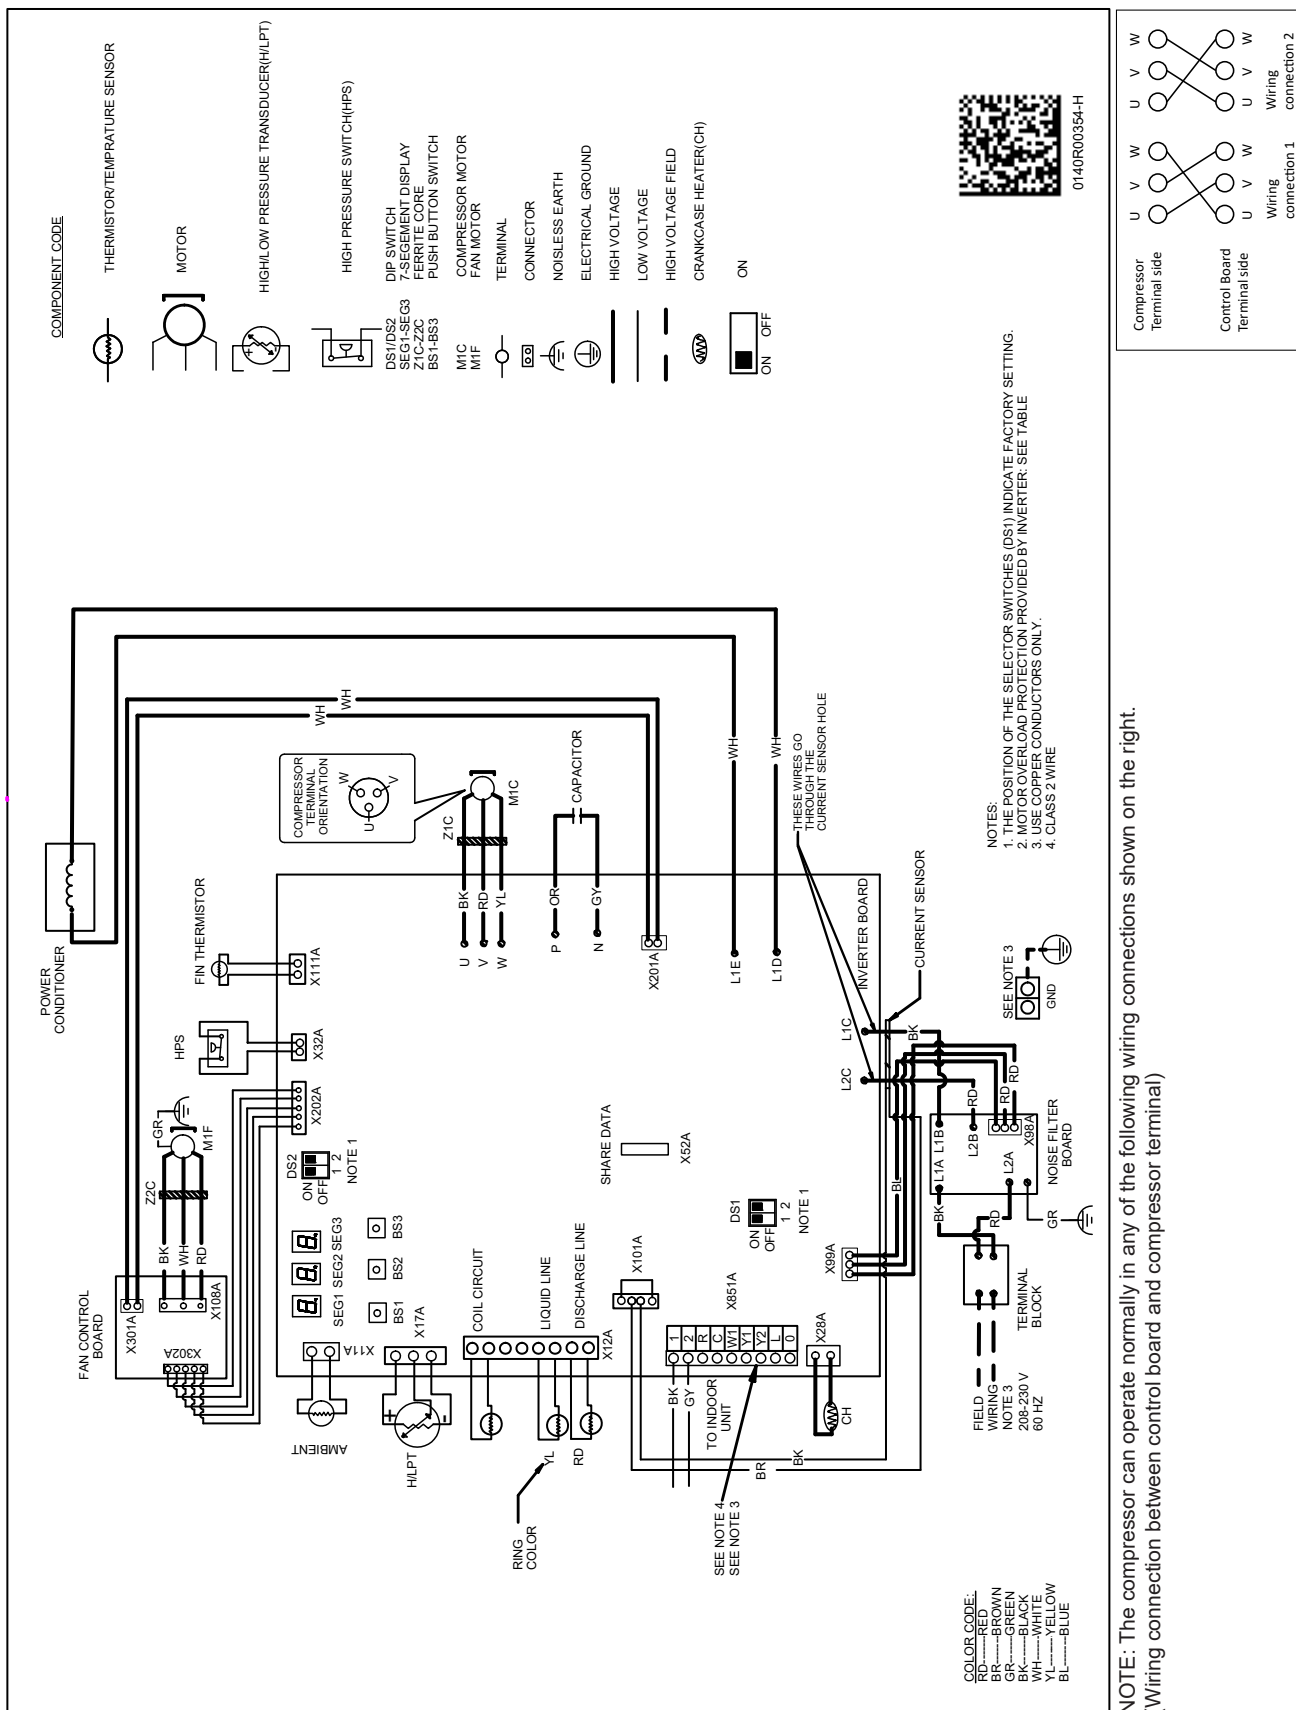 COMPONENT CODE
THERMISTOR/TEMPRATURE SENSOR
MOTOR
HIGH/LOW PRESSURE TRANSDUCER(H/LPT)
HIGH PRESSURE SWITCH(HPS)
DS1/DS2 DIP SWITCH
SEG1-SEG3 7-SEGEMENT DISPLAY
Z1C-Z2C FERRITE CORE
BS1-BS3 PUSH BUTTON SWITCH
M1C COMPRESSOR MOTOR
M1F FAN MOTOR
TERMINAL
CONNECTOR
NOISLESS EARTH
ELECTRICAL GROUND
HIGH VOLTAGE
LOW VOLTAGE
HIGH VOLTAGE FIELD
CRANKCASE HEATER(CH)
ON OFF
ON
0140R00354-H
POWER
CONDITIONER
FIN THERMISTOR
X111A
HPS
X32A
X202A
GR
M1F
Z2C
BK
WH
RD
FAN CONTROL
BOARD
X301A
X108A
X302A
WH
WH
COMPRESSOR
TERMINAL
ORIENTATION
U
W
V
Z1C
M1C
U BK
V RD
W YL
CAPACITOR
P OR
N GY
X201A
L1E WH
L1D WH
THESE WIRES GO
THROUGH THE
CURRENT SENSOR HOLE
INVERTER BOARD
CURRENT SENSOR
L1C
L2C
BK
DS2
ON
OFF
1 2
NOTE 1
SEG1 SEG2 SEG3
BS1 BS2 BS3
X11A
X17A
AMBIENT
+
-
H/LPT
COIL CIRCUIT
LIQUID LINE
DISCHARGE LINE
X12A
YL
RD
RING
COLOR
SHARE DATA
X52A
DS1
ON
OFF
1 2
NOTE 1
X101A
X851A
1
2
R
C
W1
Y1
Y2
L
0
BK
GY
TO INDOOR
UNIT
BR
BK
SEE NOTE 4
SEE NOTE 3
X28A
CH
X99A
BL
BK
L1A L1B
L2B
L2A
RD
RD
RD
X98A
NOISE FILTER
BOARD
RD
GR
SEE NOTE 3
GND
TERMINAL
BLOCK
FIELD
WIRING
NOTE 3
208-230 V
60 HZ
NOTES:
1. THE POSITION OF THE SELECTOR SWITCHES (DS1) INDICATE FACTORY SETTING.
2. MOTOR OVERLOAD PROTECTION PROVIDED BY INVERTER: SEE TABLE
3. USE COPPER CONDUCTORS ONLY.
4. CLASS 2 WIRE
COLOR CODE:
RD-------RED
BR-------BROWN
GR-------GREEN
BK-------BLACK
WH------WHITE
YL-------YELLOW
BL-------BLUE
NOTE: The compressor can operate normally in any of the following wiring connections shown on the right.
(Wiring connection between control board and compressor terminal)
Compressor
Terminal side
U V W
U V W
Control Board
Terminal side
U V W
U V W
Wiring
connection 1
Wiring
connection 2